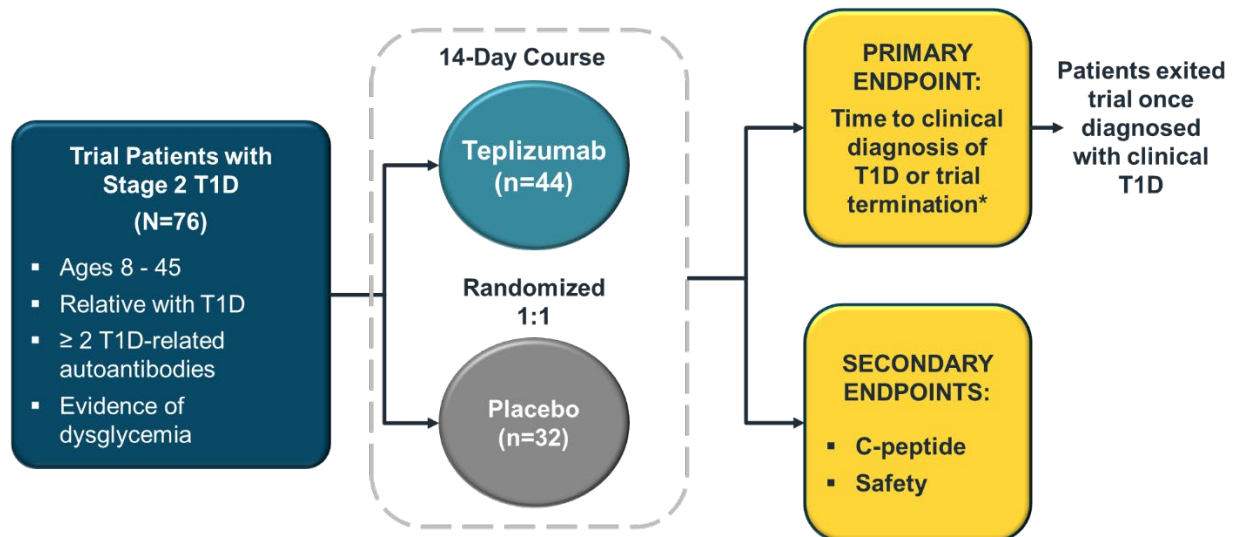 Trial Patients with
Stage 2 T1D
(N=76)
▪ Ages 8 - 45
▪ Relative with T1D
▪ ≥ 2 T1D-related
autoantibodies
▪ Evidence of
dysglycemia
14-Day Course
Teplizumab
(n=44)
Randomized
1:1
Placebo
(n=32)
PRIMARY
ENDPOINT:
Time to clinical
diagnosis of
T1D or trial
termination*
Patients exited
trial once
diagnosed
with clinical
T1D
SECONDARY
ENDPOINTS:
▪ C-peptide
▪ Safety